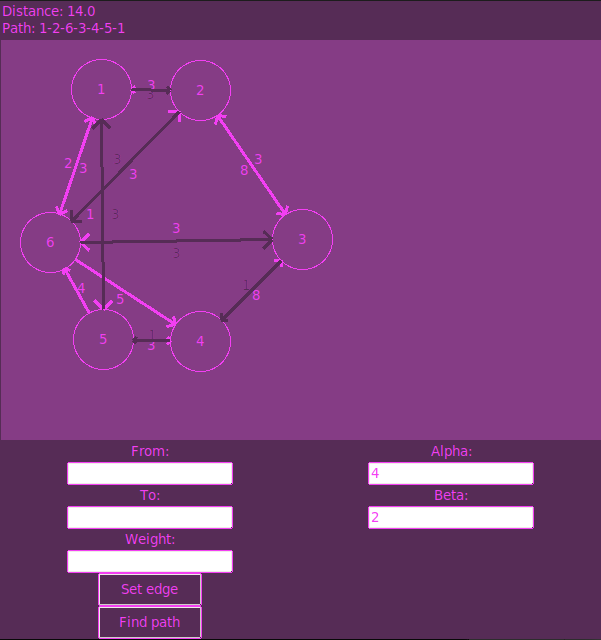 Distance: 14.0
Path: 1-2-6-3-4-5-1
1
3
3
2
2
3
3
3
8
3
1
3
6
3
3
3
4
5
1
8
5
1
3
4
From:
Alpha:
4
To:
Beta:
2
Weight:
Set edge
Find path